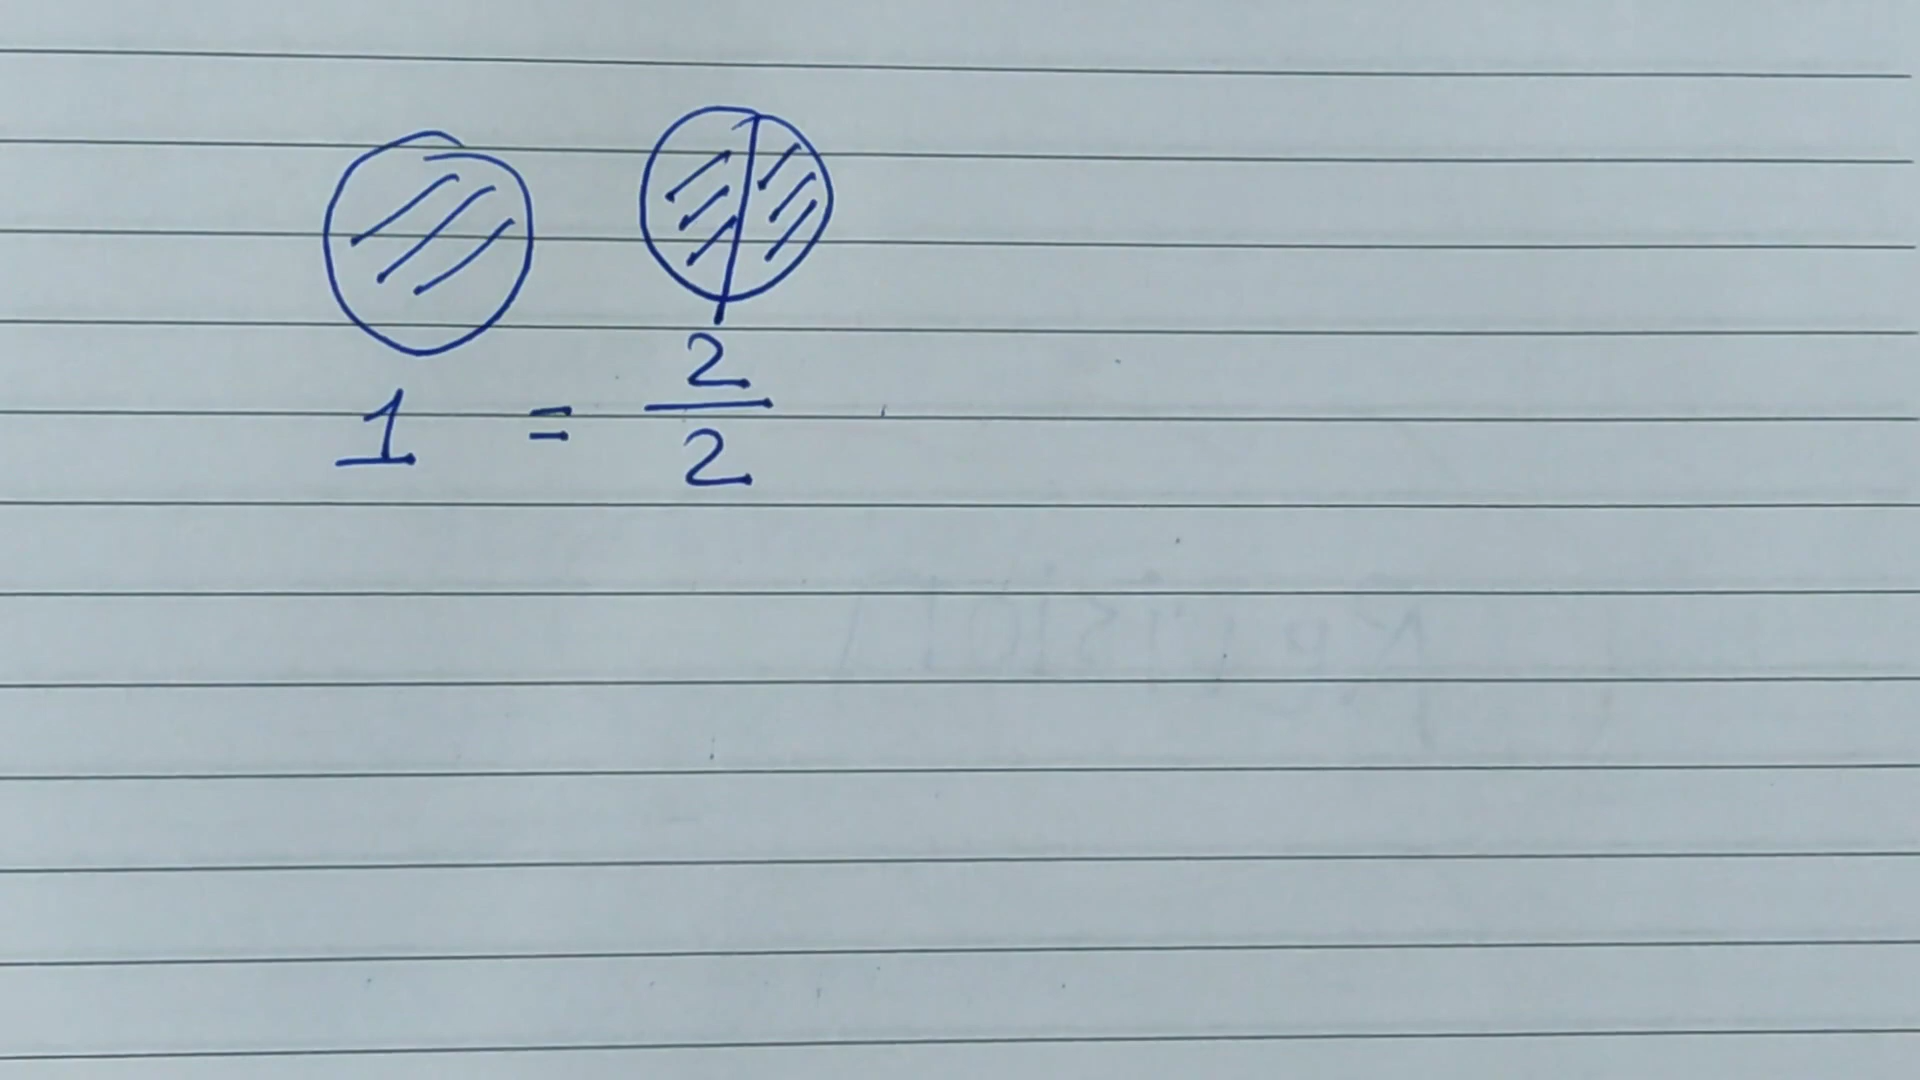 1 = 2/2